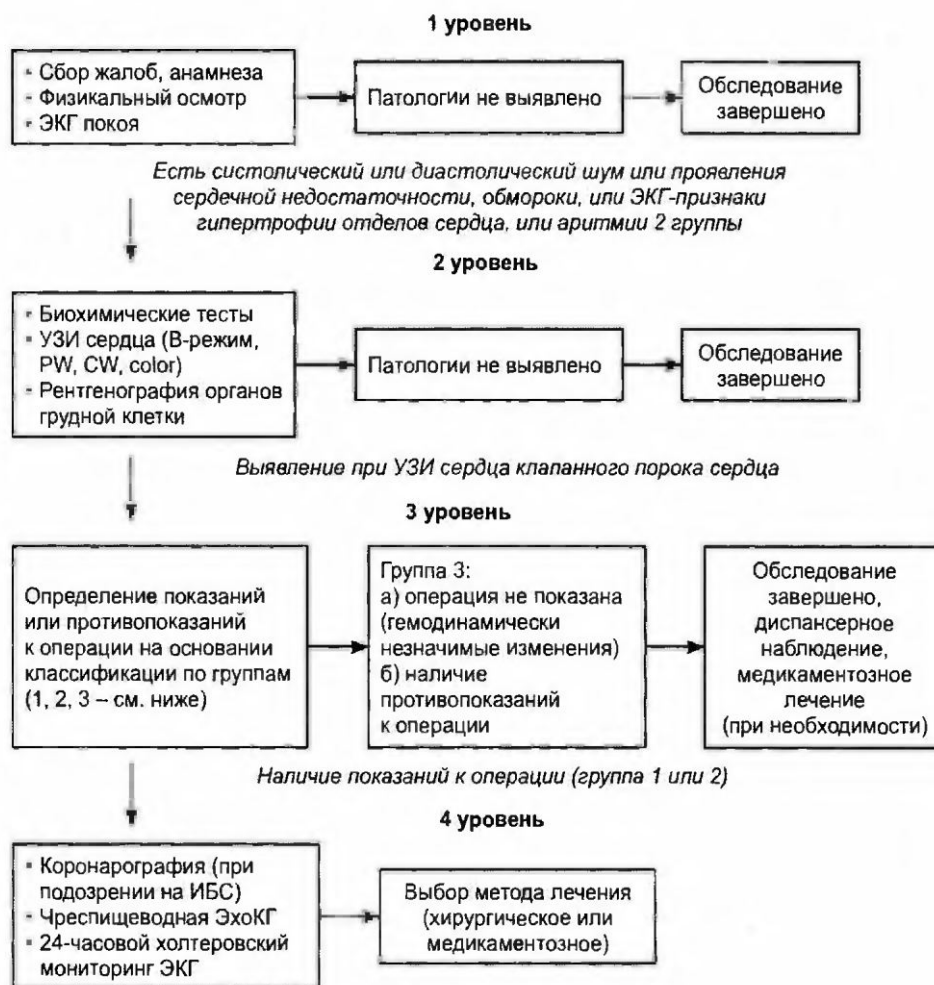 1 уровень
▪ Сбор жалоб, анамнеза
- Физикальный осмотр
▪ ЭКГ покоя
Патологии не выявлено
Обследование
завершено
Есть систолический или диастолический шум или проявления
сердечной недостаточности, обмороки, или ЭКГ-признаки
гипертрофии отделов сердца, или аритмии 2 группы
2 уровень
▪ Биохимические тесты
▪ УЗИ сердца (В-режим,
PW, CW, color)
- Рентгенография органов
грудной клетки
Патологии не выявлено
Обследование
завершено
Выявление при УЗИ сердца клапанного порока сердца
3 уровень
Определение показаний
или противопоказаний
к операции на основании
классификации по группам
(1, 2, 3 – см. ниже)
Группа 3:
а) операция не показана
(гемодинамически
незначимые изменения)
б) наличие
противопоказаний
к операции
Обследование
завершено,
диспансерное
наблюдение,
медикаментозное
лечение
(при необходимости)
Наличие показаний к операции (группа 1 или 2)
4 уровень
▪ Коронарография (при
подозрении на ИБС)
- Чреспищеводная ЭхоКГ
▪ 24-часовой холтеровский
мониторинг ЭКГ
Выбор метода лечения
(хирургическое или
медикаментозное)